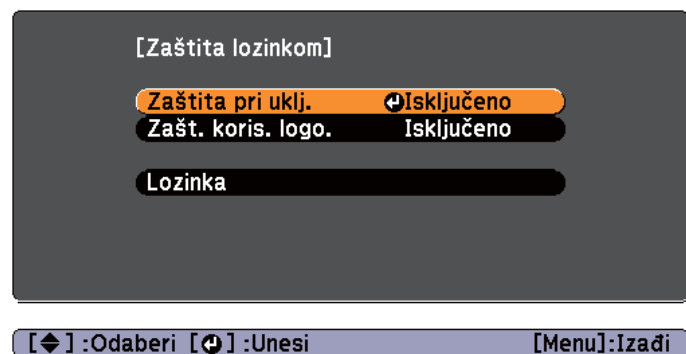 [Zaštita lozinkom]
Zaštita pri uklj. Isključeno
Zašt. koris. logo. Isključeno
Lozinka
[◆] :Odaberi [↵] :Unesi [Menu]:Izađi